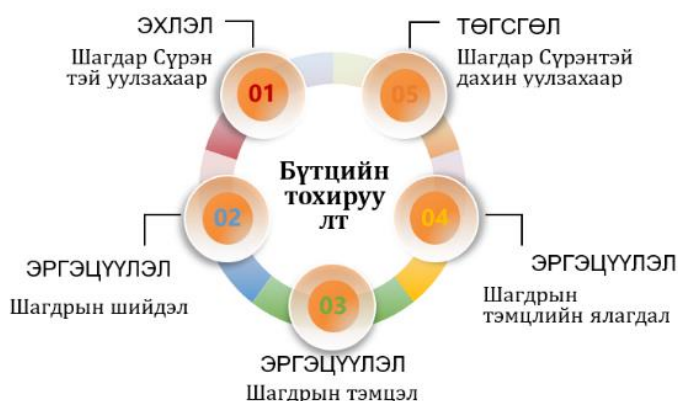 ЭХЛЭЛ
Шагдар Сүрэн
тэй уулзахаар
01
ТӨГСГӨЛ
Шагдар Сүрэнтэй
дахин уулзахаар
05
Бүтцийн
тохируу
лт
02
ЭРГЭЦҮҮЛЭЛ
Шагдрын шийдэл
03
ЭРГЭЦҮҮЛЭЛ
Шагдрын тэмцэл
04
ЭРГЭЦҮҮЛЭЛ
Шагдрын
тэмцлийн ялагдал